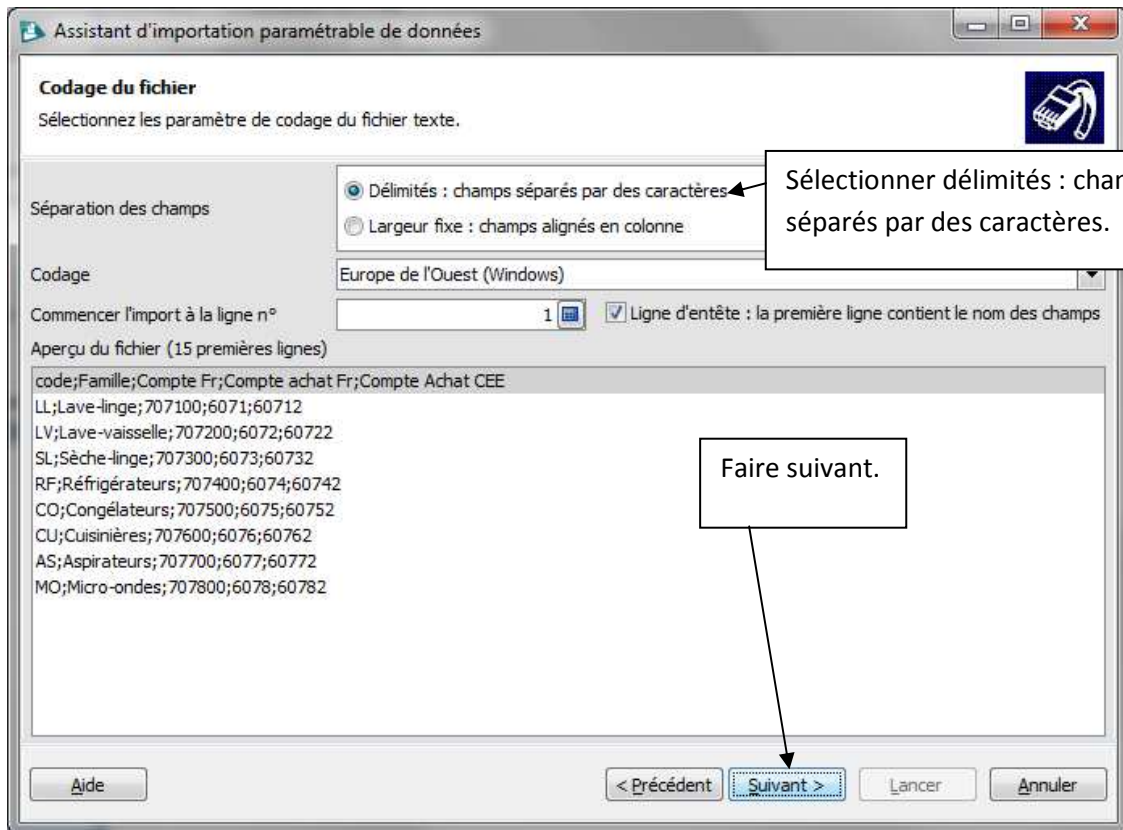 Assistant d'importation paramétrable de données
Codage du fichier
Sélectionnez les paramètre de codage du fichier texte.
Séparation des champs
Délimités : champs séparés par des caractères
Largeur fixe : champs alignés en colonne
Sélectionner délimités :
séparés par des caractères.
Codage
Europe de l'Ouest (Windows)
Commencer l'import à la ligne n°
1
Ligne d'entête : la première ligne contient le nom des champs
Aperçu du fichier (15 premières lignes)
code;Famille;Compte Fr;Compte achat Fr;Compte Achat CEE
LL;Lave-linge;707100;6071;60712
LV;Lave-vaisselle;707200;6072;60722
SL;Sèche-linge;707300;6073;60732
RF;Réfrigérateurs;707400;6074;60742
CO;Congélateurs;707500;6075;60752
CU;Cuisinières;707600;6076;60762
AS;Aspirateurs;707700;6077;60772
MO;Micro-ondes;707800;6078;60782
Faire suivant.
Aide
< Précédent
Suivant >
Lancer
Annuler